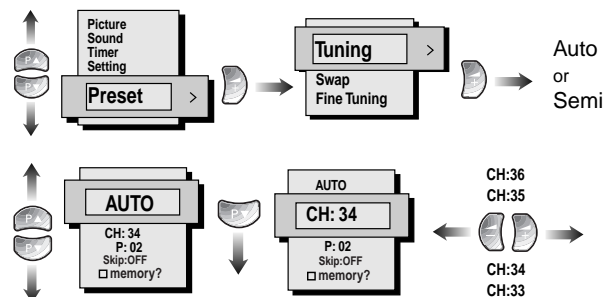 Picture
Sound
Timer
Setting
Preset >
P▲
P▼
+
Tuning >
Swap
Fine Tuning
+
Auto
or
Semi
P▲
P▼
AUTO
CH: 34
P: 02
Skip:OFF
□ memory?
P▼
AUTO
CH: 34
P: 02
Skip:OFF
□ memory?
CH:36
CH:35
− +
CH:34
CH:33